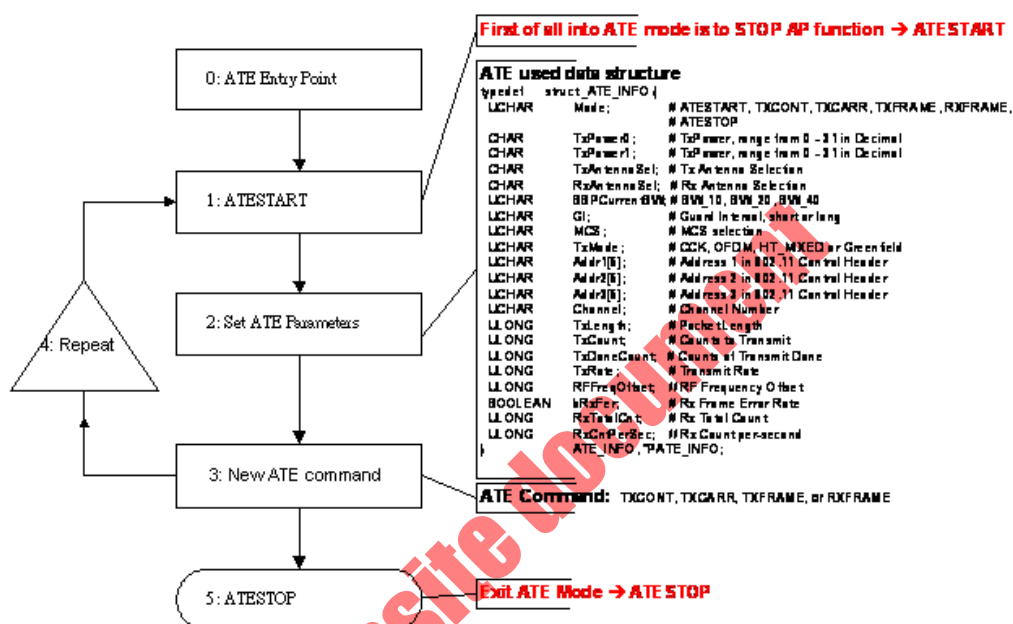 First of all into ATE mode is to STOP AP function → ATESTART
0: ATE Entry Point
1: ATESTART
2: Set ATE Parameters
4: Repeat
3: New ATE command
5: ATESTOP
ATE used data structure
typedef struct_ATE_INFO {
UCHAR Mode; # ATESTART, TXCONT, TXCARR, TXFRAME, RXFRAME,
# ATESTOP
CHAR TxPower0; # TxPower, range from 0 ~ 31 in Decimal
CHAR TxPower1; # TxPower, range from 0 ~ 31 in Decimal
CHAR TxAntennaSel; # Tx Antenna Selection
CHAR RxAntennaSel; # Rx Antenna Selection
UCHAR BBPCurrentBW; # BW_10, BW_20, BW_40
UCHAR GI; # Guard Interval, short or long
UCHAR MCS; # MCS selection
UCHAR TxMode; # CCK, OFDM, HT_MIXED or Greenfield
UCHAR Addr1[6]; # Address 1 in 802.11 Control Header
UCHAR Addr2[6]; # Address 2 in 802.11 Control Header
UCHAR Addr3[6]; # Address 3 in 802.11 Control Header
UCHAR Channel; # Channel Number
ULONG TxLength; # Packet Length
ULONG TxCount; # Counts to Transmit
ULONG TxDoneCount; # Counts of Transmit Done
ULONG TxRate; # Transmit Rate
ULONG RFFreqOffset; # RF Frequency Offset
BOOLEAN bRxFer; # Rx Frame Error Rate
ULONG RxTotalCnt; # Rx Total Count
ULONG RxCntPerSec; # Rx Count per-second
} ATE_INFO, *PATE_INFO;
ATE Command: TXCONT, TXCARR, TXFRAME, or RXFRAME
Exit ATE Mode → ATESTOP
site document